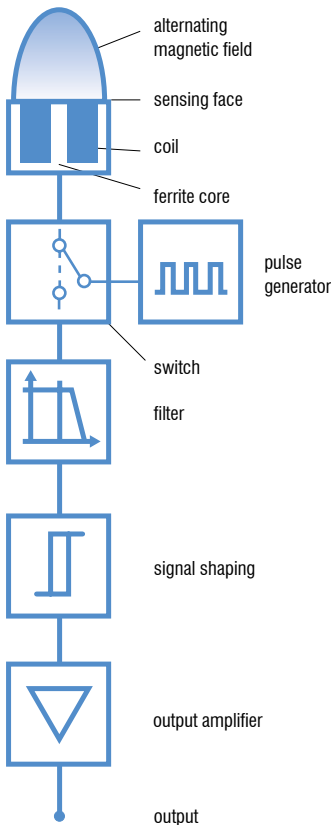 alternating
magnetic field
sensing face
coil
ferrite core
pulse
generator
switch
filter
signal shaping
output amplifier
output